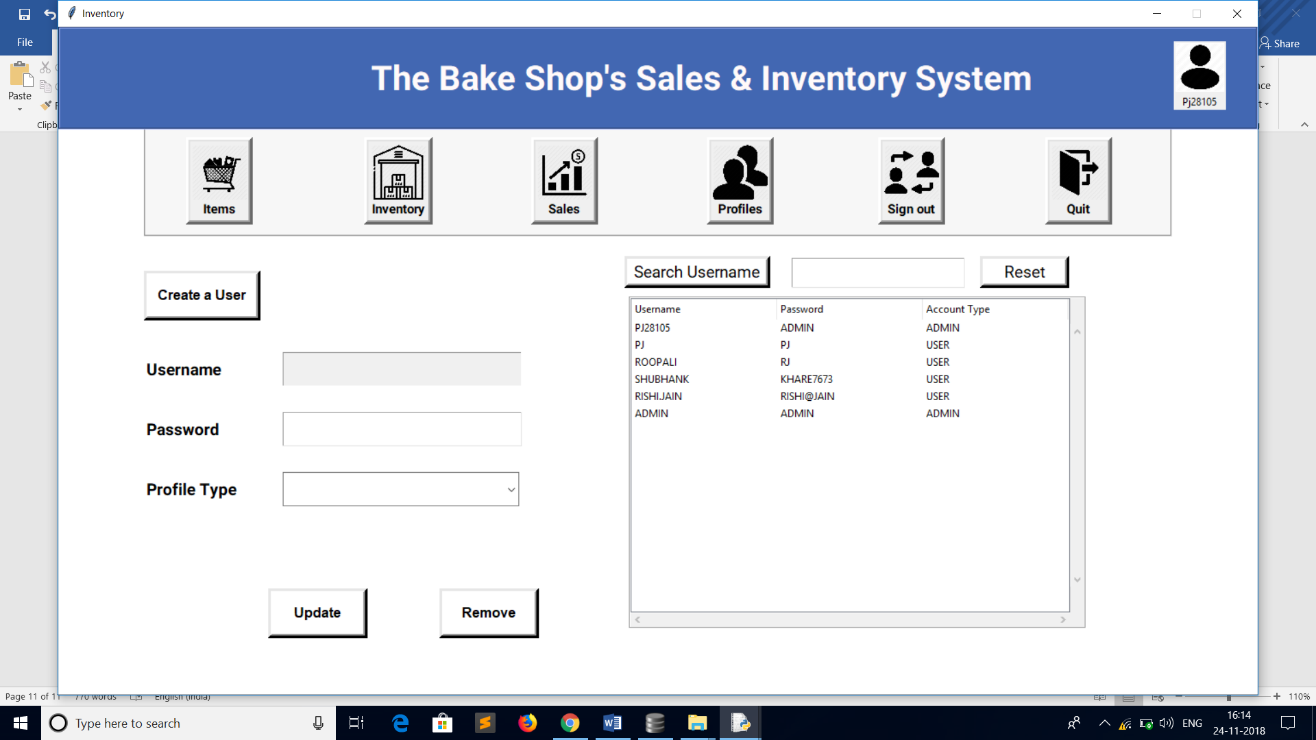 Inventory
File
Share
The Bake Shop's Sales & Inventory System
Pj28105
Paste
Items
Inventory
Sales
Profiles
Sign out
Quit
Create a User
Search Username
Reset
Username Password Account Type
PJ28105 ADMIN ADMIN
PJ PJ USER
ROOPALI RJ USER
SHUBHANK KHARE7673 USER
RISHI.JAIN RISHI@JAIN USER
ADMIN ADMIN ADMIN
Username
Password
Profile Type
Update
Remove
Page 11 of 11 770 words English (India)
110%
Type here to search
ENG
16:14
24-11-2018